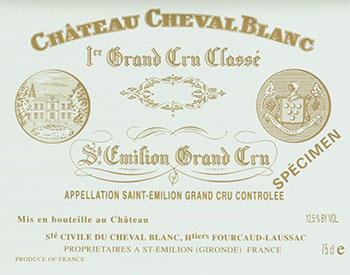 CHÂTEAU CHEVAL BLANC
1er Grand Cru Classé
St Emilion Grand Cru
SPÉCIMEN
APPELLATION SAINT-EMILION GRAND CRU CONTROLEE
Mis en bouteille au Château
12,5 % BY VOL.
Sté CIVILE DU CHEVAL BLANC, Htiers FOURCAUD-LAUSSAC
PROPRIETAIRES A ST-EMILION (GIRONDE) FRANCE
75 cl e
PRODUCE OF FRANCE